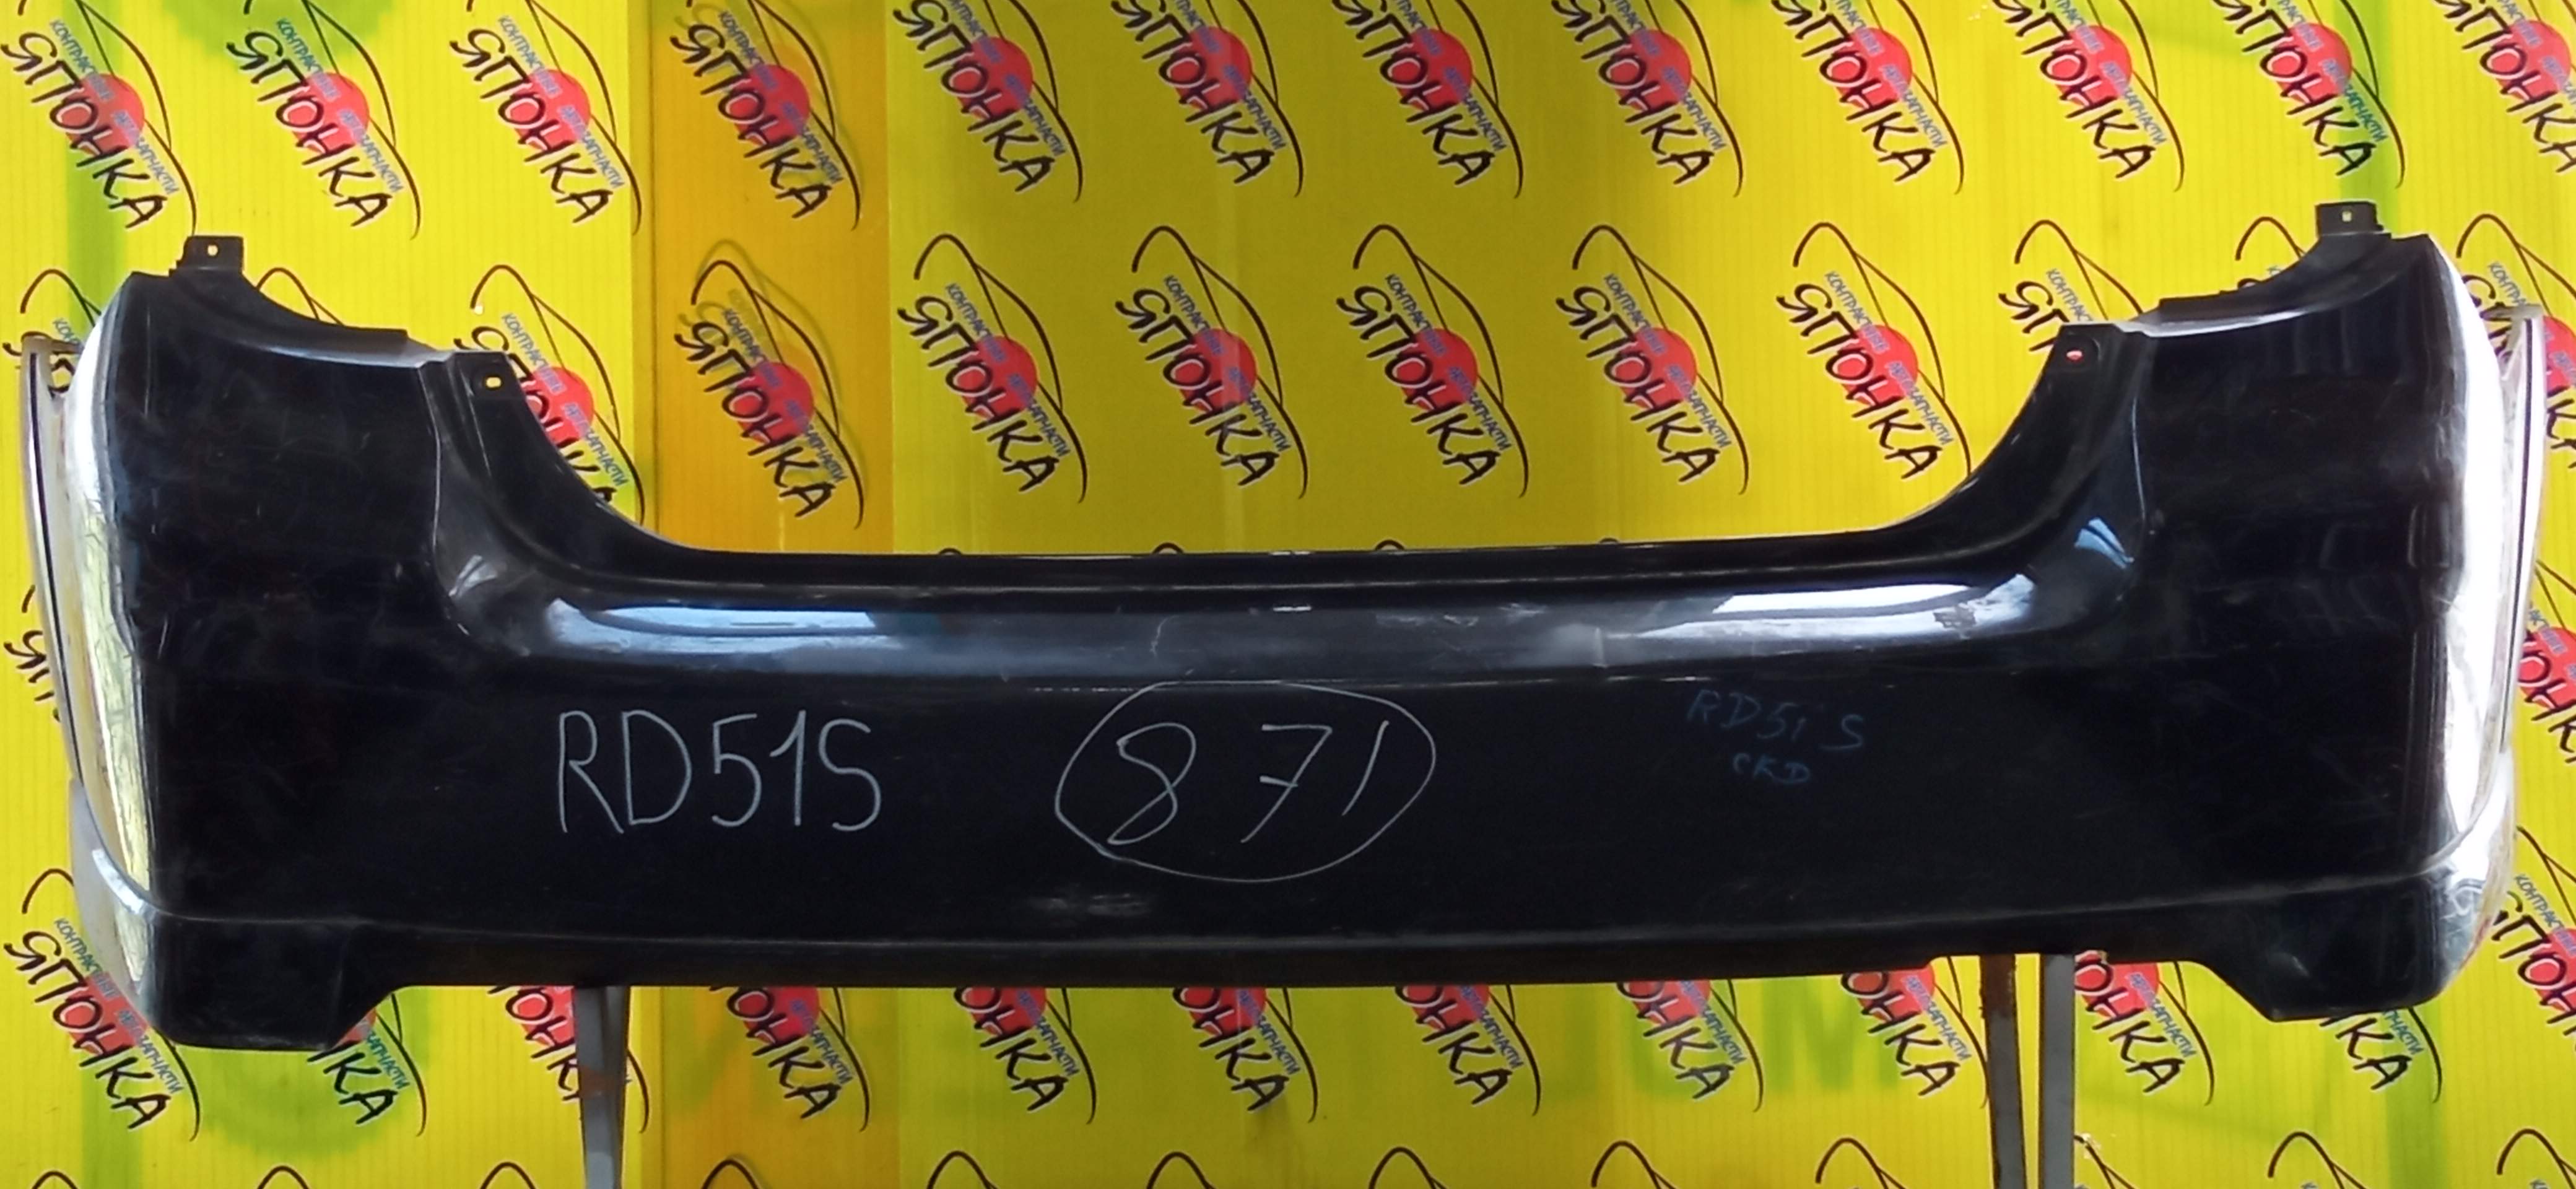 КОНТРАКТНЫЕ АВТОЗАПЧАСТИ
ЯПОНКА
RD51S
871
RD51S
CKD